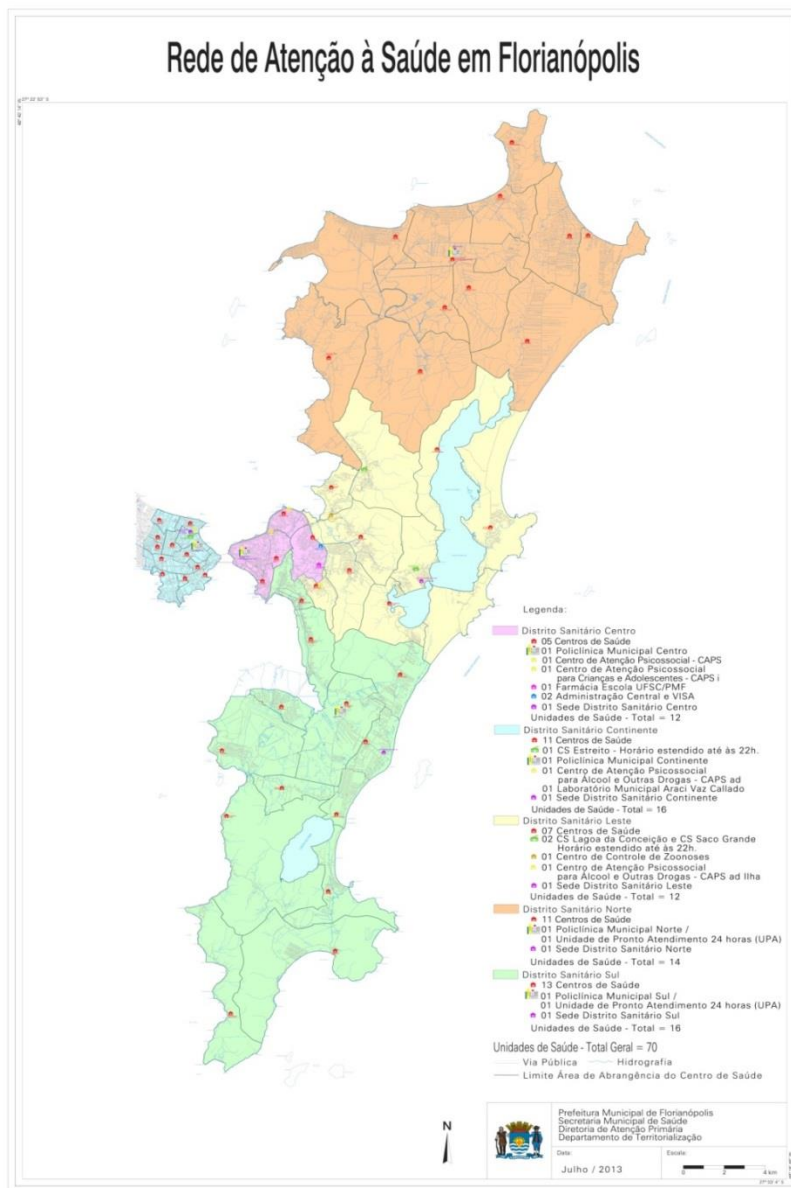 Rede de Atenção à Saúde em Florianópolis
Legenda:
Distrito Sanitário Centro
05 Centros de Saúde
01 Policlínica Municipal Centro
01 Centro de Atenção Psicossocial - CAPS
01 Centro de Atenção Psicossocial
para Crianças e Adolescentes - CAPS i
01 Farmácia Escola UFSC/PMF
02 Administração Central e VISA
01 Sede Distrito Sanitário Centro
Unidades de Saúde - Total = 12
Distrito Sanitário Continente
11 Centros de Saúde
01 CS Estreito - Horário estendido até às 22h.
01 Policlínica Municipal Continente
01 Centro de Atenção Psicossocial
para Álcool e Outras Drogas - CAPS ad
01 Laboratório Municipal Araci Vaz Callado
01 Sede Distrito Sanitário Continente
Unidades de Saúde - Total = 16
Distrito Sanitário Leste
07 Centros de Saúde
02 CS Lagoa da Conceição e CS Saco Grande
Horário estendido até às 22h.
01 Centro de Controle de Zoonoses
01 Centro de Atenção Psicossocial
para Álcool e Outras Drogas - CAPS ad Ilha
01 Sede Distrito Sanitário Leste
Unidades de Saúde - Total = 12
Distrito Sanitário Norte
11 Centros de Saúde
01 Policlínica Municipal Norte /
01 Unidade de Pronto Atendimento 24 horas (UPA)
01 Sede Distrito Sanitário Norte
Unidades de Saúde - Total = 14
Distrito Sanitário Sul
13 Centros de Saúde
01 Policlínica Municipal Sul /
01 Unidade de Pronto Atendimento 24 horas (UPA)
01 Sede Distrito Sanitário Sul
Unidades de Saúde - Total = 16
Unidades de Saúde - Total Geral = 70
Via Pública Hidrografia
Limite Área de Abrangência do Centro de Saúde
N
Prefeitura Municipal de Florianópolis
Secretaria Municipal de Saúde
Diretoria de Atenção Primária
Departamento de Territorialização
Data:
Julho / 2013
Escala:
0 2 4 km